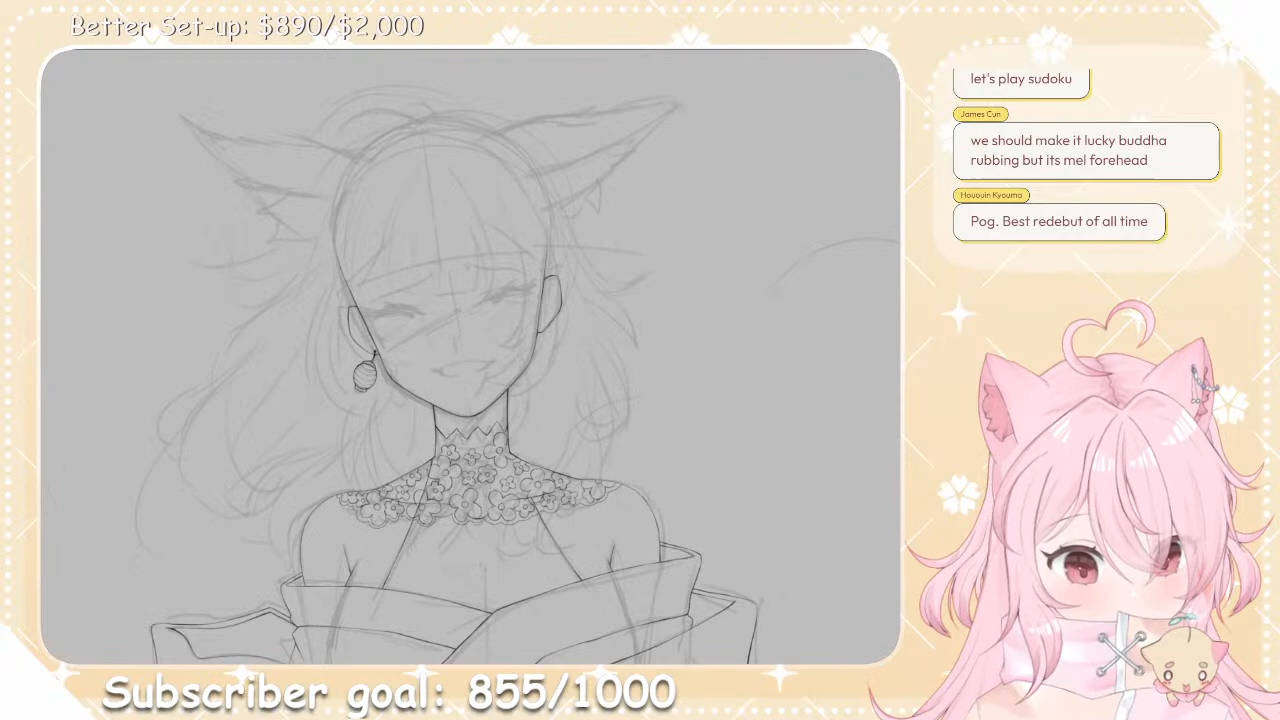 Better Set-up: $890/$2,000
let's play sudoku
James Cun
we should make it lucky buddha
rubbing but its mel forehead
Hououin Kyouma
Pog. Best redebut of all time
Subscriber goal: 855/1000